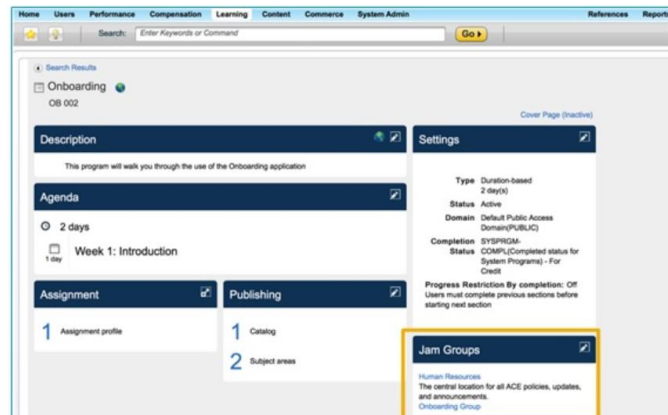 Home Users Performance Compensation Learning Content Commerce System Admin References Reports
Search: Enter Keywords or Command Go
Search Results
Onboarding
OB 002
Cover Page (Inactive)
Description
This program will walk you through the use of the Onboarding application
Agenda
2 days
1 day
Week 1: Introduction
Assignment
1 Assignment profile
Publishing
1 Catalog
2 Subject areas
Settings
Type Duration-based
2 day(s)
Status Active
Domain Default Public Access
Domain(PUBLIC)
Completion SYSPRGM-
Status COMPL(Completed status for
System Programs) - For
Credit
Progress Restriction By completion: Off
Users must complete previous sections before
starting next section
Jam Groups
Human Resources
The central location for all ACE policies, updates,
and announcements.
Onboarding Group